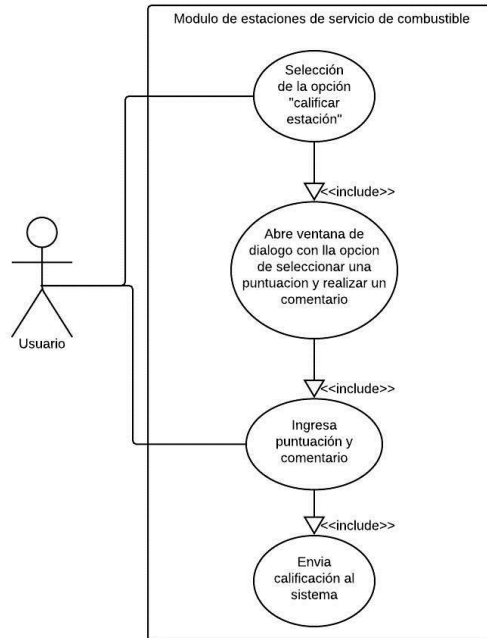 Modulo de estaciones de servicio de combustible
Selección
de la opción
"calificar
estación"
<<include>>
Abre ventana de
dialogo con lla opcion
de seleccionar una
puntuacion y realizar un
comentario
Usuario
<<include>>
Ingresa
puntuación y
comentario
<<include>>
Envia
calificación al
sistema